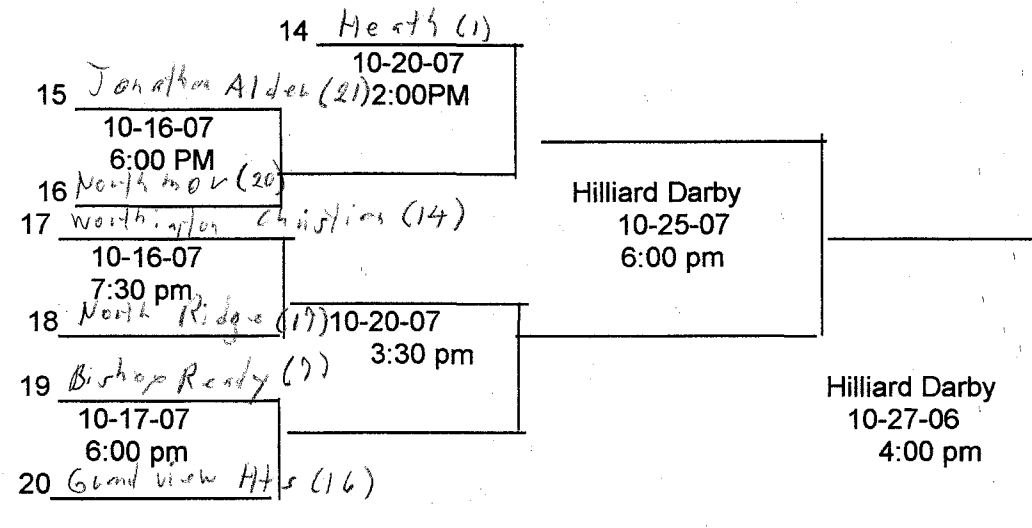 14 Heath (1)
10-20-07
2:00PM
15 Jonathan Alder (21)
10-16-07
6:00 PM
16 Northmor (20)
17 Worthington Christian (14)
10-16-07
7:30 pm
18 North Ridge (17)
10-20-07
3:30 pm
19 Bishop Ready (7)
10-17-07
6:00 pm
20 Grandview Hts (16)
Hilliard Darby
10-25-07
6:00 pm
Hilliard Darby
10-27-06
4:00 pm